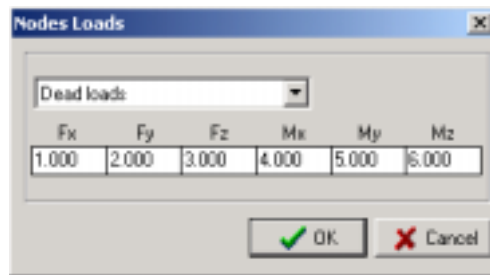 Nodes Loads
Dead loads
Fx Fy Fz Mx My Mz
1.000 2.000 3.000 4.000 5.000 6.000
OK Cancel